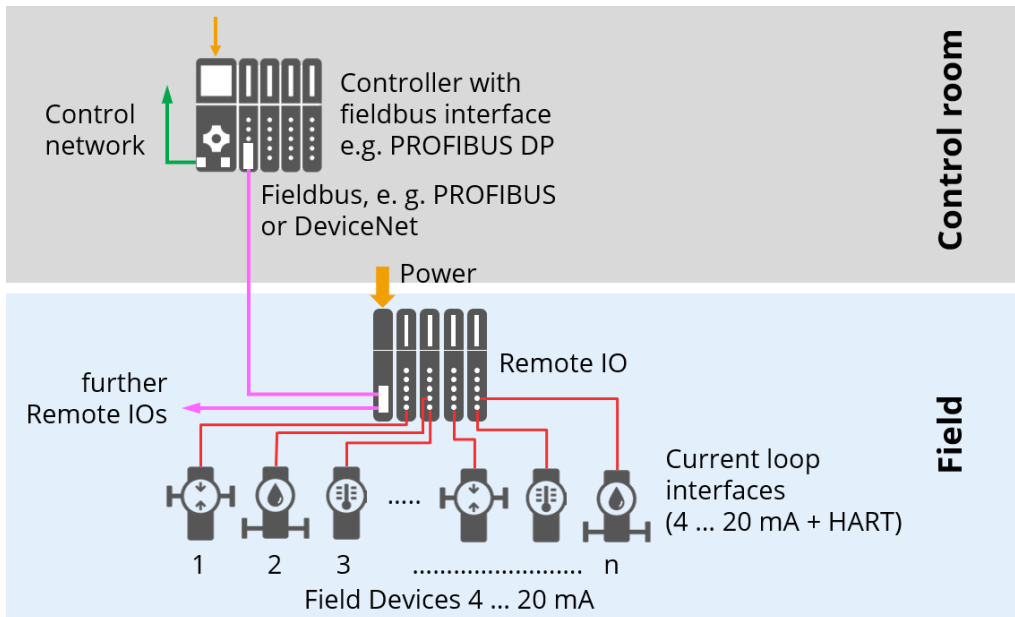 Control
network
Controller with
fieldbus interface
e.g. PROFIBUS DP
Fieldbus, e. g. PROFIBUS
or DeviceNet
Control room
Power
Remote IO
further
Remote IOs
Field
Current loop
interfaces
(4 ... 20 mA + HART)
.....
1 2 3 ......................... n
Field Devices 4 ... 20 mA